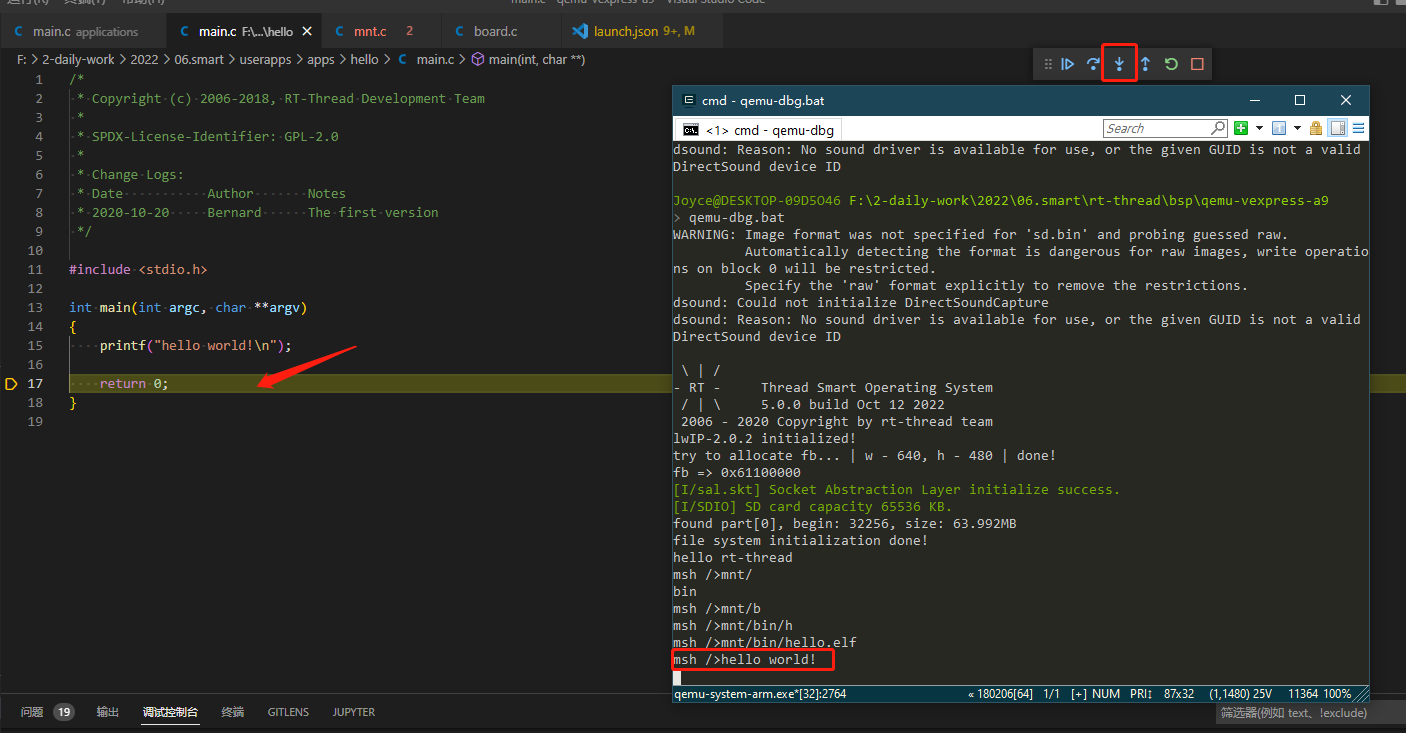 main.c - qemu-vexpress-a9 - Visual Studio Code
main.c applications
main.c F:\...\hello
mnt.c 2
board.c
launch.json 9+, M
F: > 2-daily-work > 2022 > 06.smart > userapps > apps > hello > C main.c > main(int, char **)
1 /*
2 * Copyright (c) 2006-2018, RT-Thread Development Team
3 *
4 * SPDX-License-Identifier: GPL-2.0
5 *
6 * Change Logs:
7 * Date Author Notes
8 * 2020-10-20 Bernard The first version
9 */
10
11 #include <stdio.h>
12
13 int main(int argc, char **argv)
14 {
15 printf("hello world!\n");
16
17 return 0;
18 }
19
cmd - qemu-dbg.bat
<1> cmd - qemu-dbg
Search
dsound: Reason: No sound driver is available for use, or the given GUID is not a valid
DirectSound device ID
Joyce@DESKTOP-09D5O46 F:\2-daily-work\2022\06.smart\rt-thread\bsp\qemu-vexpress-a9
> qemu-dbg.bat
WARNING: Image format was not specified for 'sd.bin' and probing guessed raw.
Automatically detecting the format is dangerous for raw images, write operatio
ns on block 0 will be restricted.
Specify the 'raw' format explicitly to remove the restrictions.
dsound: Could not initialize DirectSoundCapture
dsound: Reason: No sound driver is available for use, or the given GUID is not a valid
DirectSound device ID
\ | /
- RT - Thread Smart Operating System
/ | \ 5.0.0 build Oct 12 2022
2006 - 2020 Copyright by rt-thread team
lwIP-2.0.2 initialized!
try to allocate fb... | w - 640, h - 480 | done!
fb => 0x61100000
[I/sal.skt] Socket Abstraction Layer initialize success.
[I/SDIO] SD card capacity 65536 KB.
found part[0], begin: 32256, size: 63.992MB
file system initialization done!
hello rt-thread
msh />mnt/
bin
msh />mnt/b
msh />mnt/bin/h
msh />mnt/bin/hello.elf
msh />hello world!
qemu-system-arm.exe*[32]:2764 « 180206[64] 1/1 [+] NUM PRI↕ 87x32 (1,1480) 25V 11364 100%
问题 19 输出 调试控制台 终端 GITLENS JUPYTER
筛选器(例如 text、!exclude)